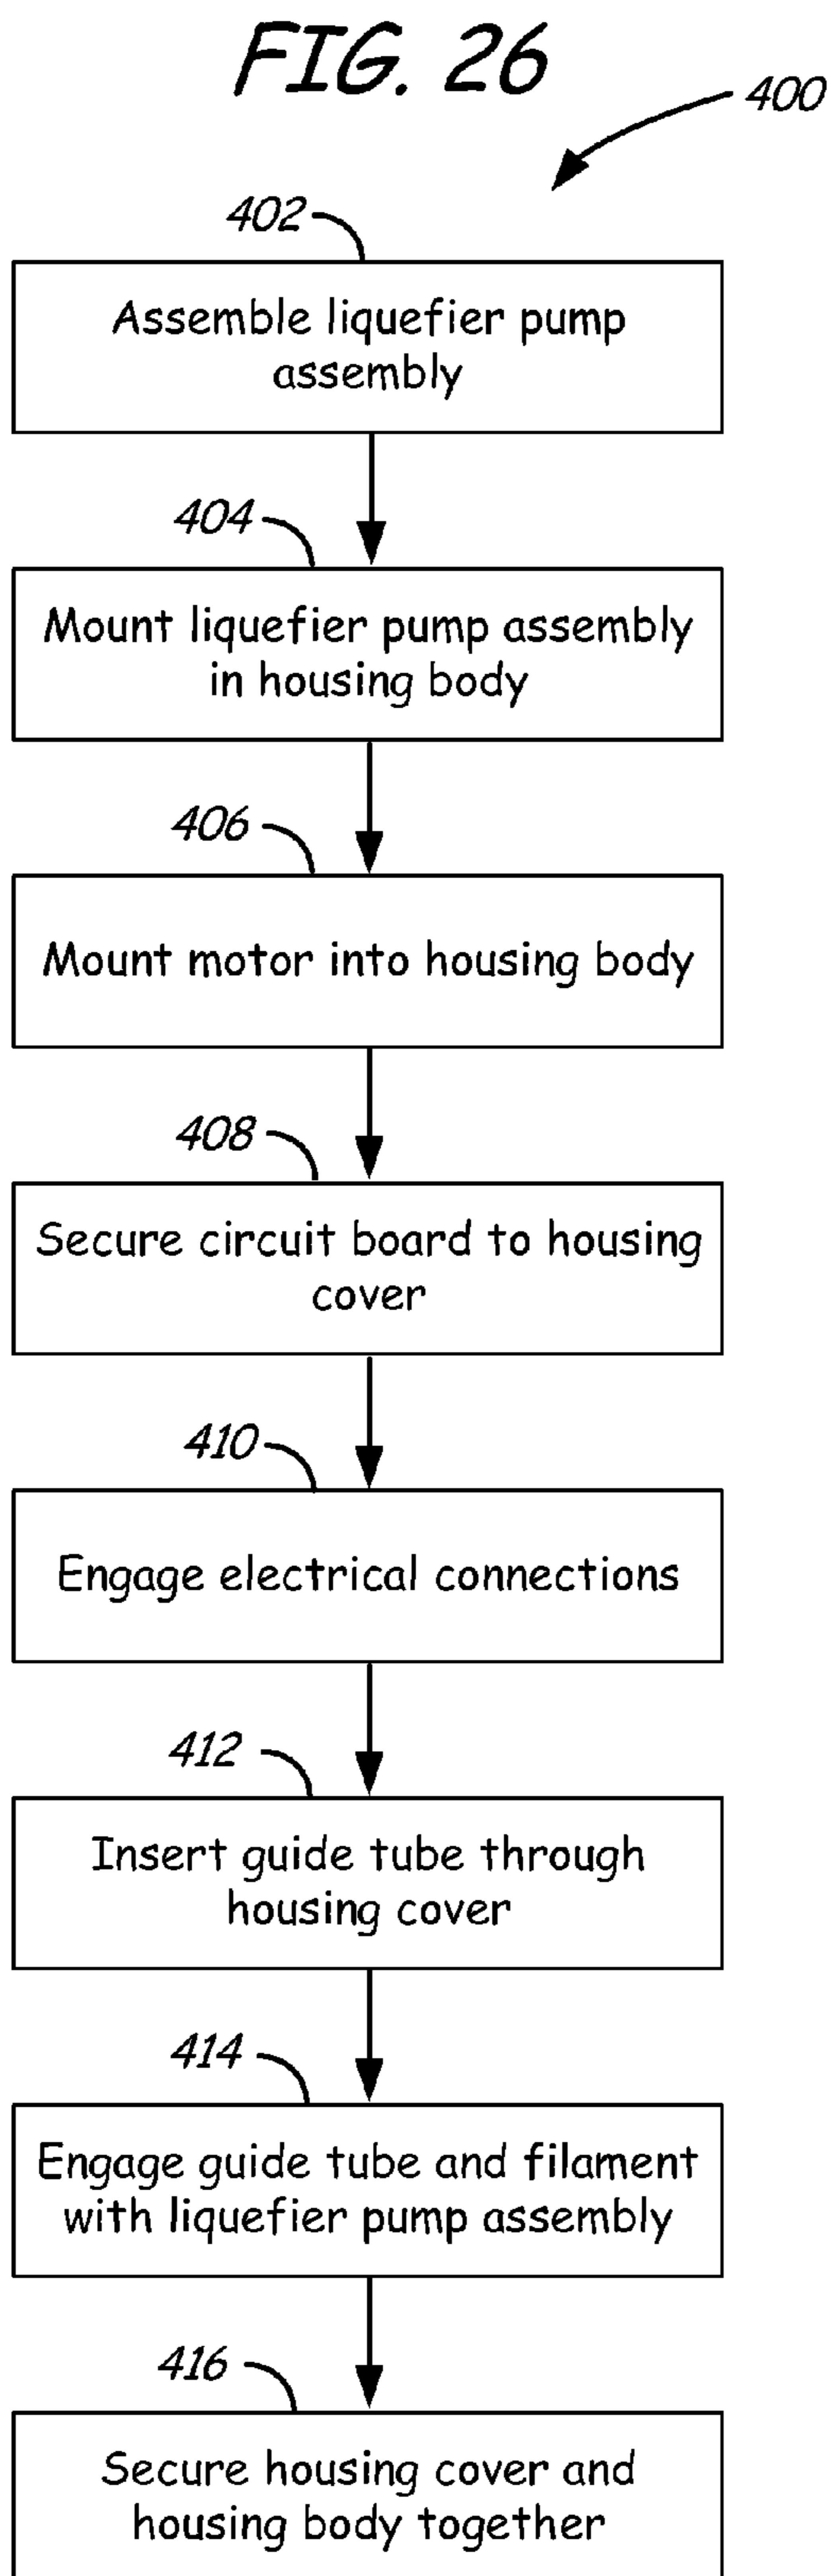 FIG. 26
400
402
Assemble liquefier pump
assembly
404
Mount liquefier pump assembly
in housing body
406
Mount motor into housing body
408
Secure circuit board to housing
cover
410
Engage electrical connections
412
Insert guide tube through
housing cover
414
Engage guide tube and filament
with liquefier pump assembly
416
Secure housing cover and
housing body together